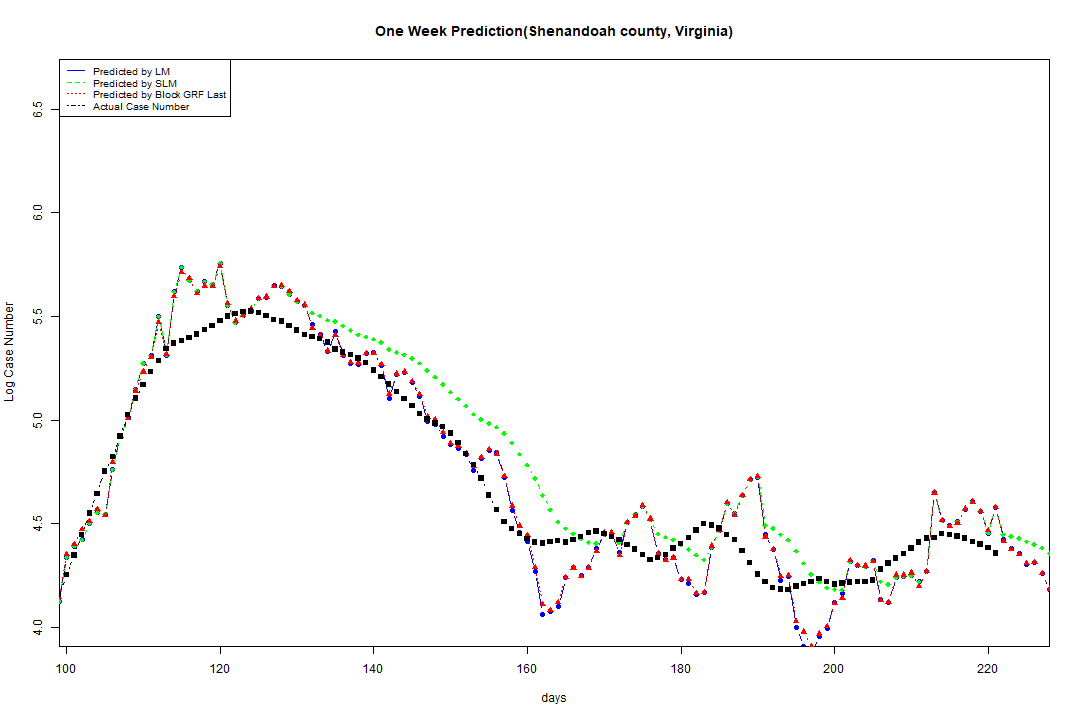 One Week Prediction(Shenandoah county, Virginia)
Predicted by LM
Predicted by SLM
Predicted by Block GRF Last
Actual Case Number
6.5
6.0
5.5
5.0
4.5
4.0
Log Case Number
100 120 140 160 180 200 220
days